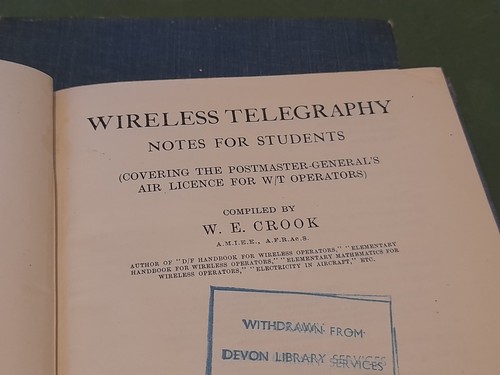 WIRELESS TELEGRAPHY
NOTES FOR STUDENTS
(COVERING THE POSTMASTER-GENERAL'S
AIR LICENCE FOR W/T OPERATORS)
COMPILED BY
W. E. CROOK
A.M.I.E.E., A.F.R.Ae.S.
AUTHOR OF "D/F HANDBOOK FOR WIRELESS OPERATORS," "ELEMENTARY
HANDBOOK FOR WIRELESS OPERATORS," "ELEMENTARY MATHEMATICS FOR
WIRELESS OPERATORS," "ELECTRICITY IN AIRCRAFT," ETC.
WITHDRAWN FROM
DEVON LIBRARY SERVICES